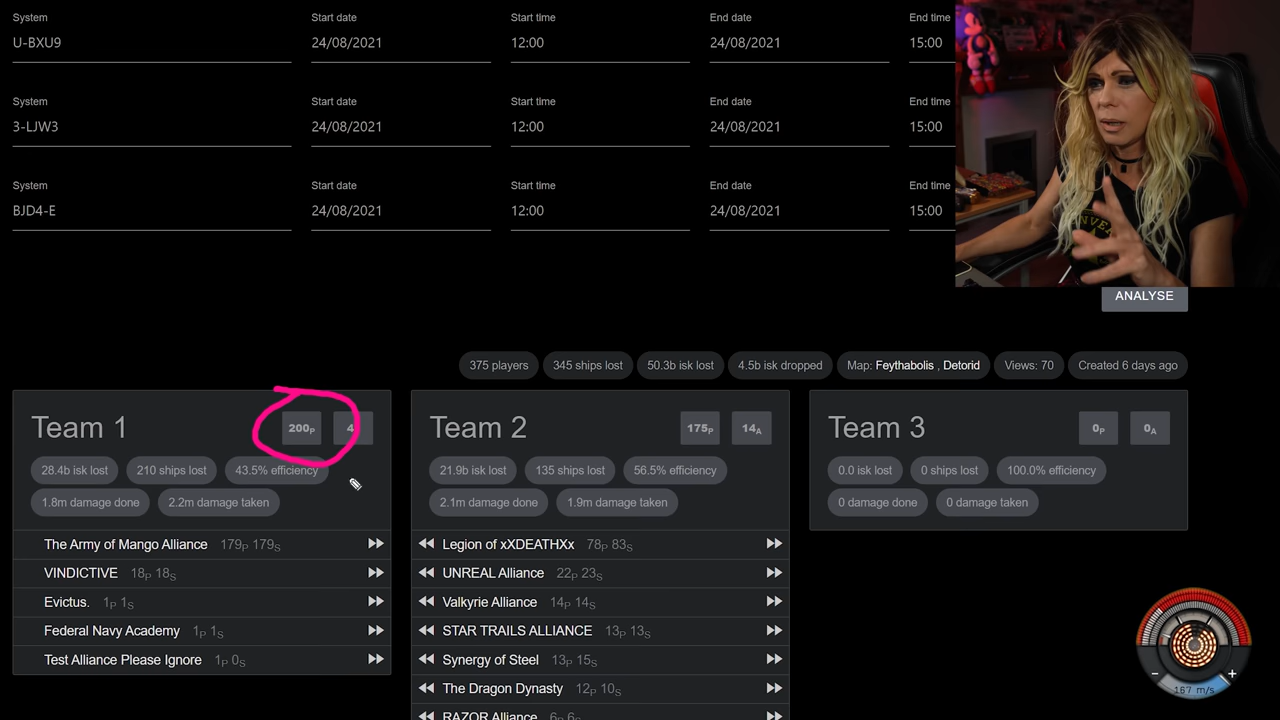 System Start date Start time End date End time
U-BXU9 24/08/2021 12:00 24/08/2021 15:00
System Start date Start time End date End time
3-LJW3 24/08/2021 12:00 24/08/2021 15:00
System Start date Start time End date End time
BJD4-E 24/08/2021 12:00 24/08/2021 15:00
ANALYSE
375 players 345 ships lost 50.3b isk lost 4.5b isk dropped Map: Feythabolis , Detorid Views: 70 Created 6 days ago
Team 1 200P 4
28.4b isk lost 210 ships lost 43.5% efficiency
1.8m damage done 2.2m damage taken
The Army of Mango Alliance 179P 179S
VINDICTIVE 18P 18S
Evictus. 1P 1S
Federal Navy Academy 1P 1S
Test Alliance Please Ignore 1P 0S
Team 2 175P 14A
21.9b isk lost 135 ships lost 56.5% efficiency
2.1m damage done 1.9m damage taken
Legion of xXDEATHXx 78P 83S
UNREAL Alliance 22P 23S
Valkyrie Alliance 14P 14S
STAR TRAILS ALLIANCE 13P 13S
Synergy of Steel 13P 15S
The Dragon Dynasty 12P 10S
RAZOR Alliance 6P 6S
Team 3 0P 0A
0.0 isk lost 0 ships lost 100.0% efficiency
0 damage done 0 damage taken
167 m/s